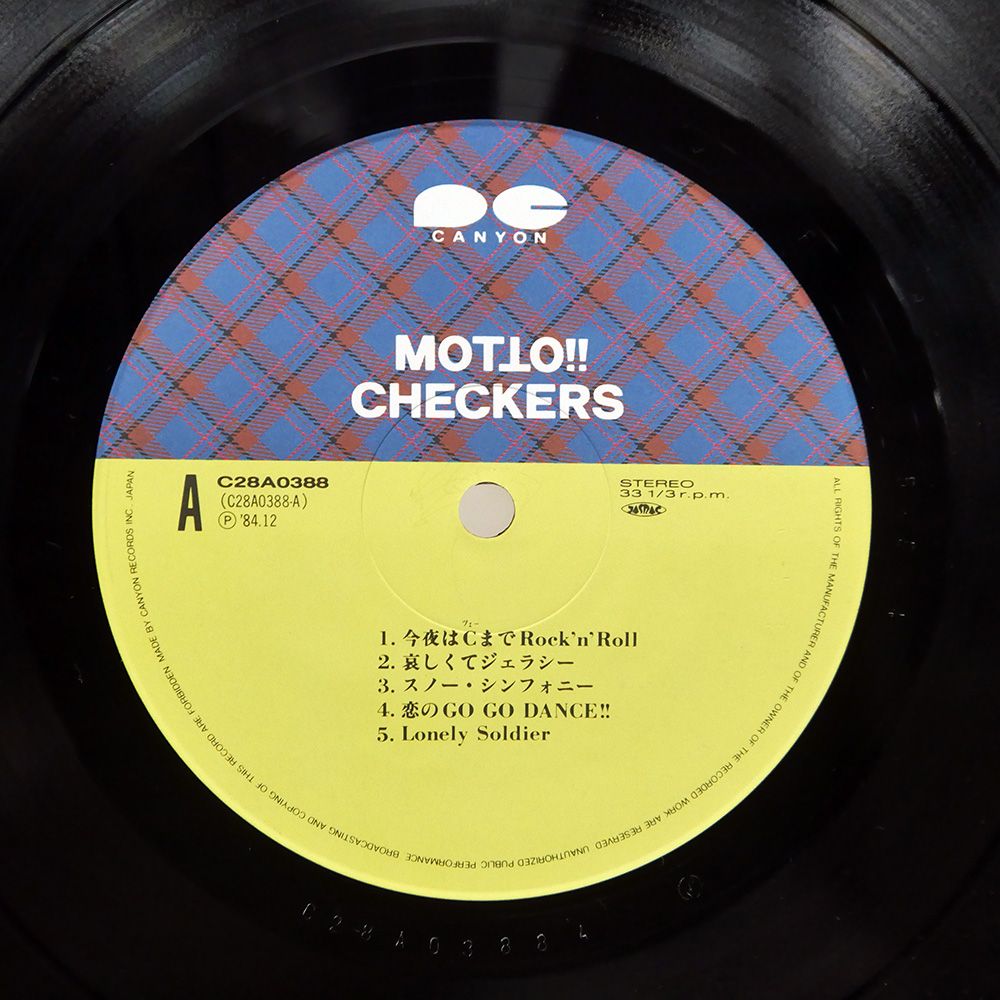 CANYON
MOTTO!!
CHECKERS
A
C28A0388
(C28A0388-A)
Ⓟ '84.12
STEREO
33 1/3 r.p.m.
JASRAC
ツェー
1. 今夜はCまでRock'n'Roll
2. 哀しくてジェラシー
3. スノー・シンフォニー
4. 恋のGO GO DANCE!!
5. Lonely Soldier
ALL RIGHTS OF THE MANUFACTURER AND OF THE OWNER OF THE RECORDED WORK ARE RESERVED. UNAUTHORIZED PUBLIC PERFORMANCE BROADCASTING AND COPYING OF THIS RECORD ARE FORBIDDEN MADE BY CANYON RECORDS INC. JAPAN
C28A0388